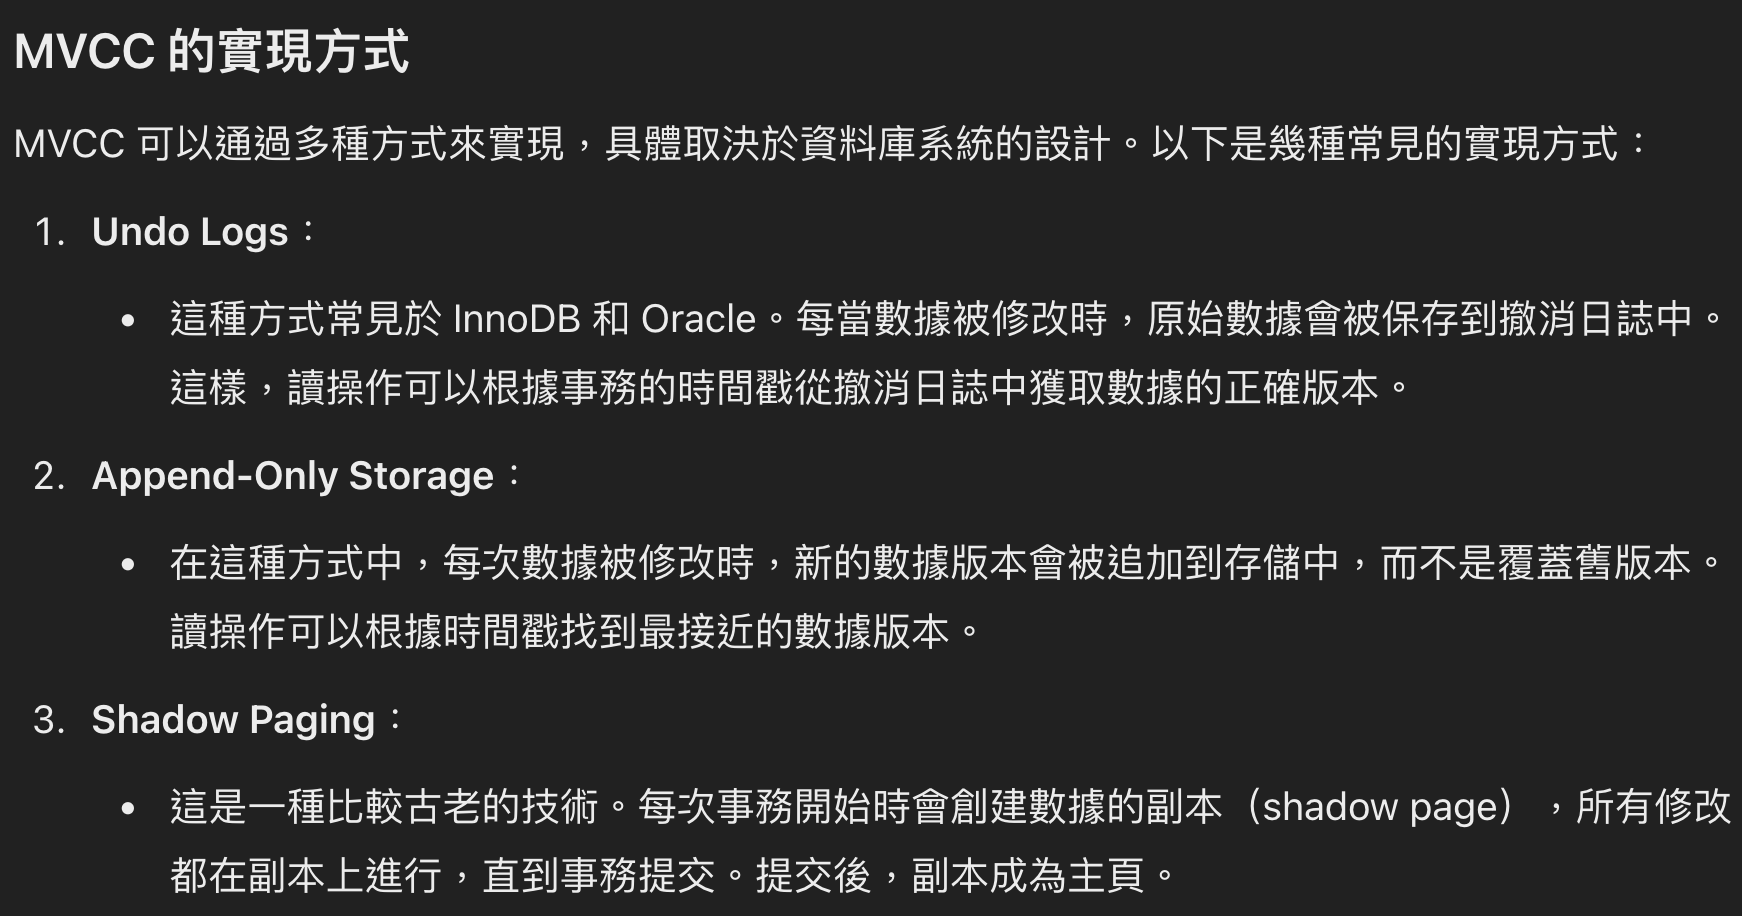 MVCC 的實現方式
MVCC 可以通過多種方式來實現，具體取決於資料庫系統的設計。以下是幾種常見的實現方式：
1. Undo Logs：
• 這種方式常見於 InnoDB 和 Oracle。每當數據被修改時，原始數據會被保存到撤消日誌中。
這樣，讀操作可以根據事務的時間戳從撤消日誌中獲取數據的正確版本。
2. Append-Only Storage：
• 在這種方式中，每次數據被修改時，新的數據版本會被追加到存儲中，而不是覆蓋舊版本。
讀操作可以根據時間戳找到最接近的數據版本。
3. Shadow Paging：
• 這是一種比較古老的技術。每次事務開始時會創建數據的副本（shadow page），所有修改
都在副本上進行，直到事務提交。提交後，副本成為主頁。